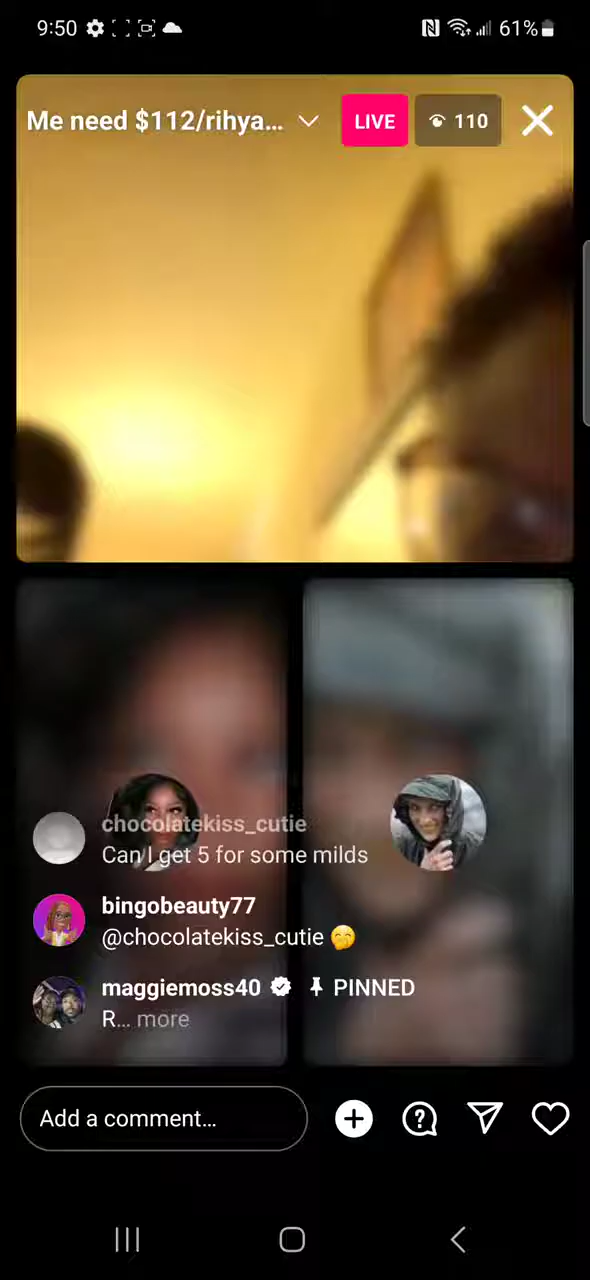 9:50 61%
Me need $112/rihya... LIVE 110
chocolatekiss_cutie
Can I get 5 for some milds
bingobeauty77
@chocolatekiss_cutie 🤭
maggiemoss40 PINNED
R... more
Add a comment...